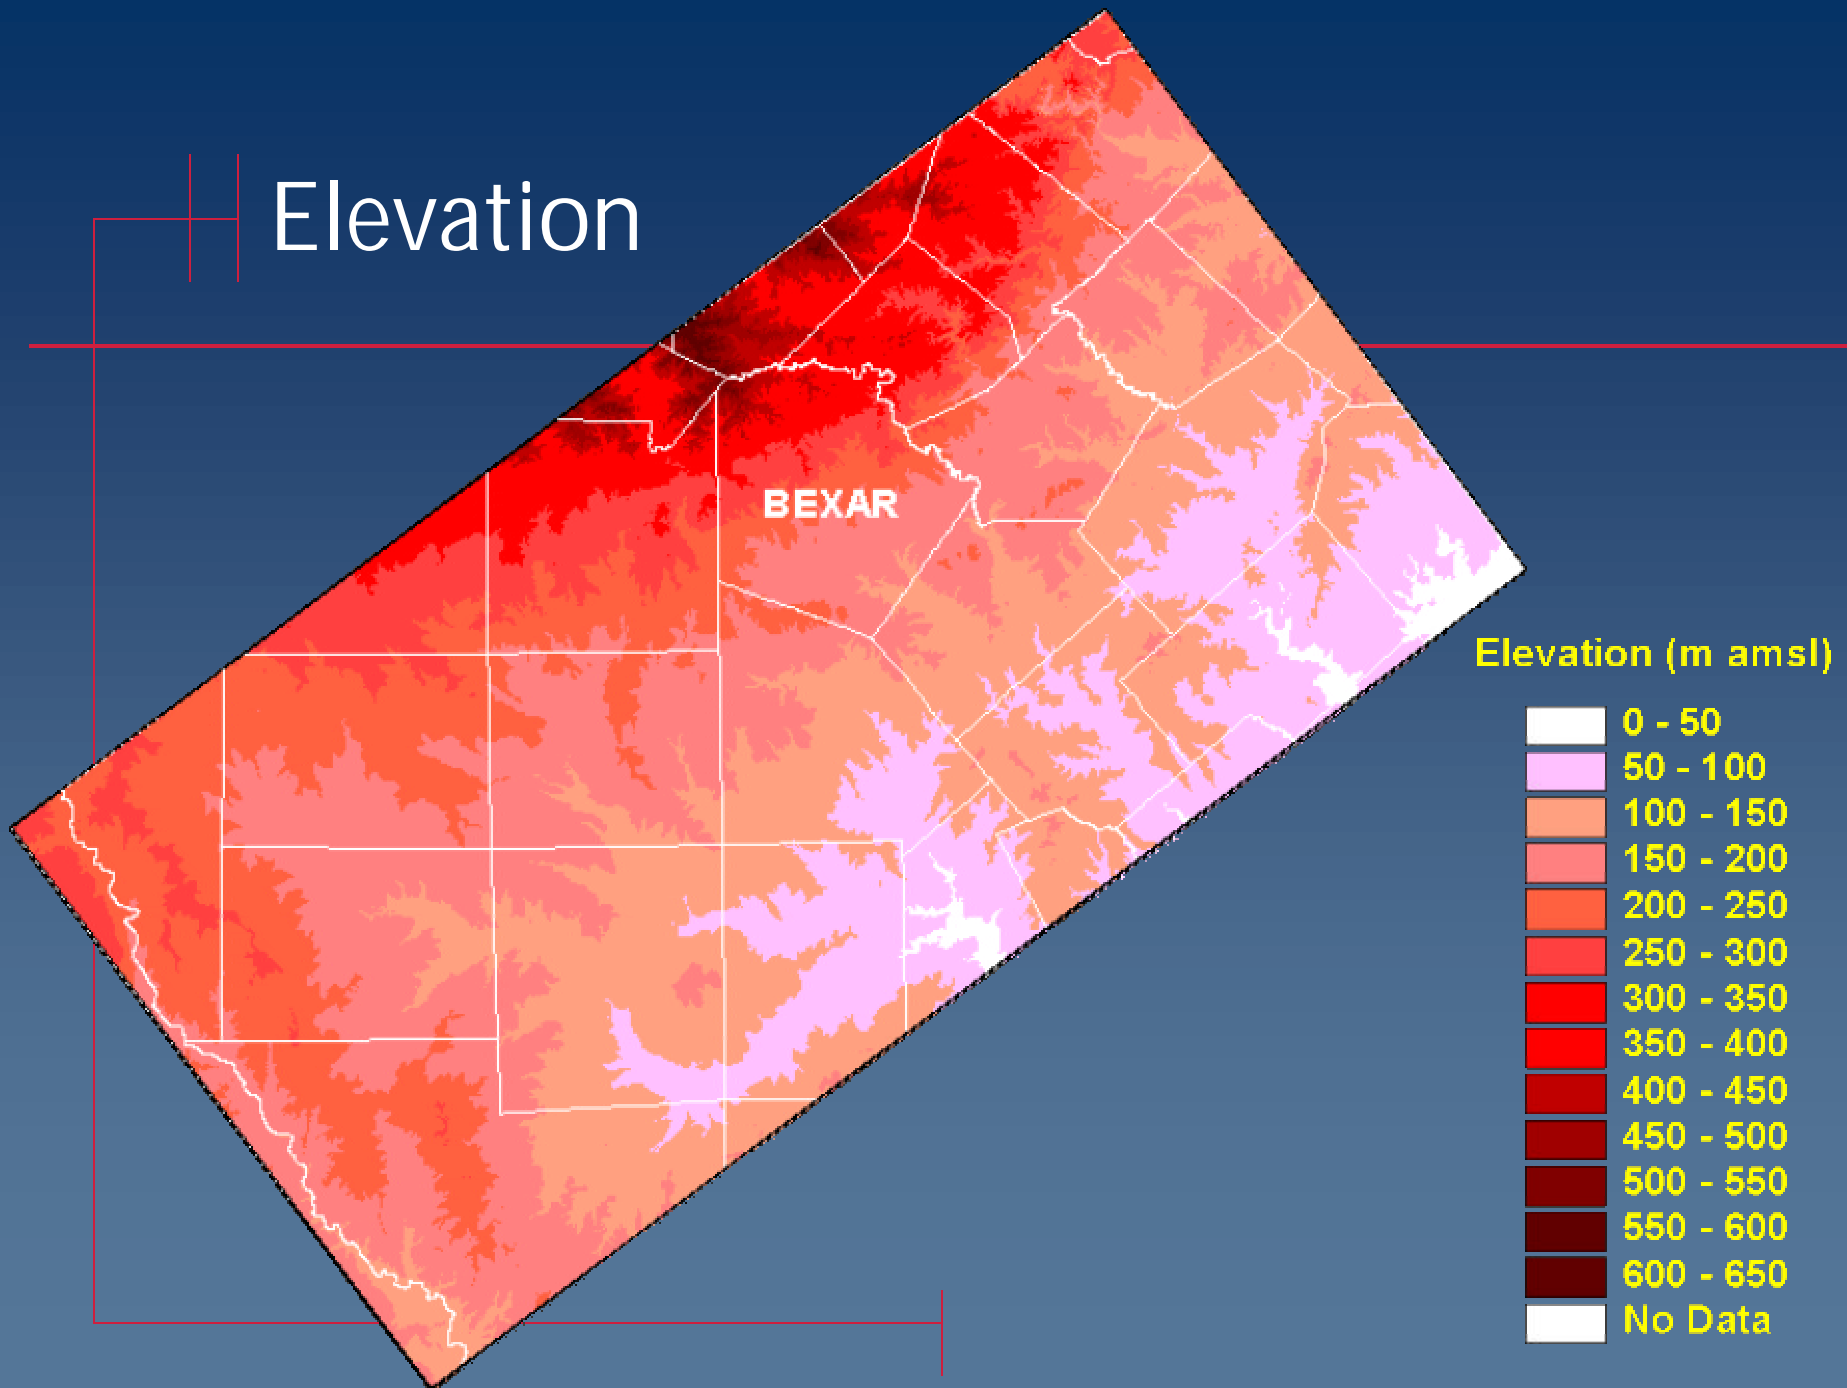 Elevation
BEXAR
Elevation (m amsl)
0 - 50
50 - 100
100 - 150
150 - 200
200 - 250
250 - 300
300 - 350
350 - 400
400 - 450
450 - 500
500 - 550
550 - 600
600 - 650
No Data